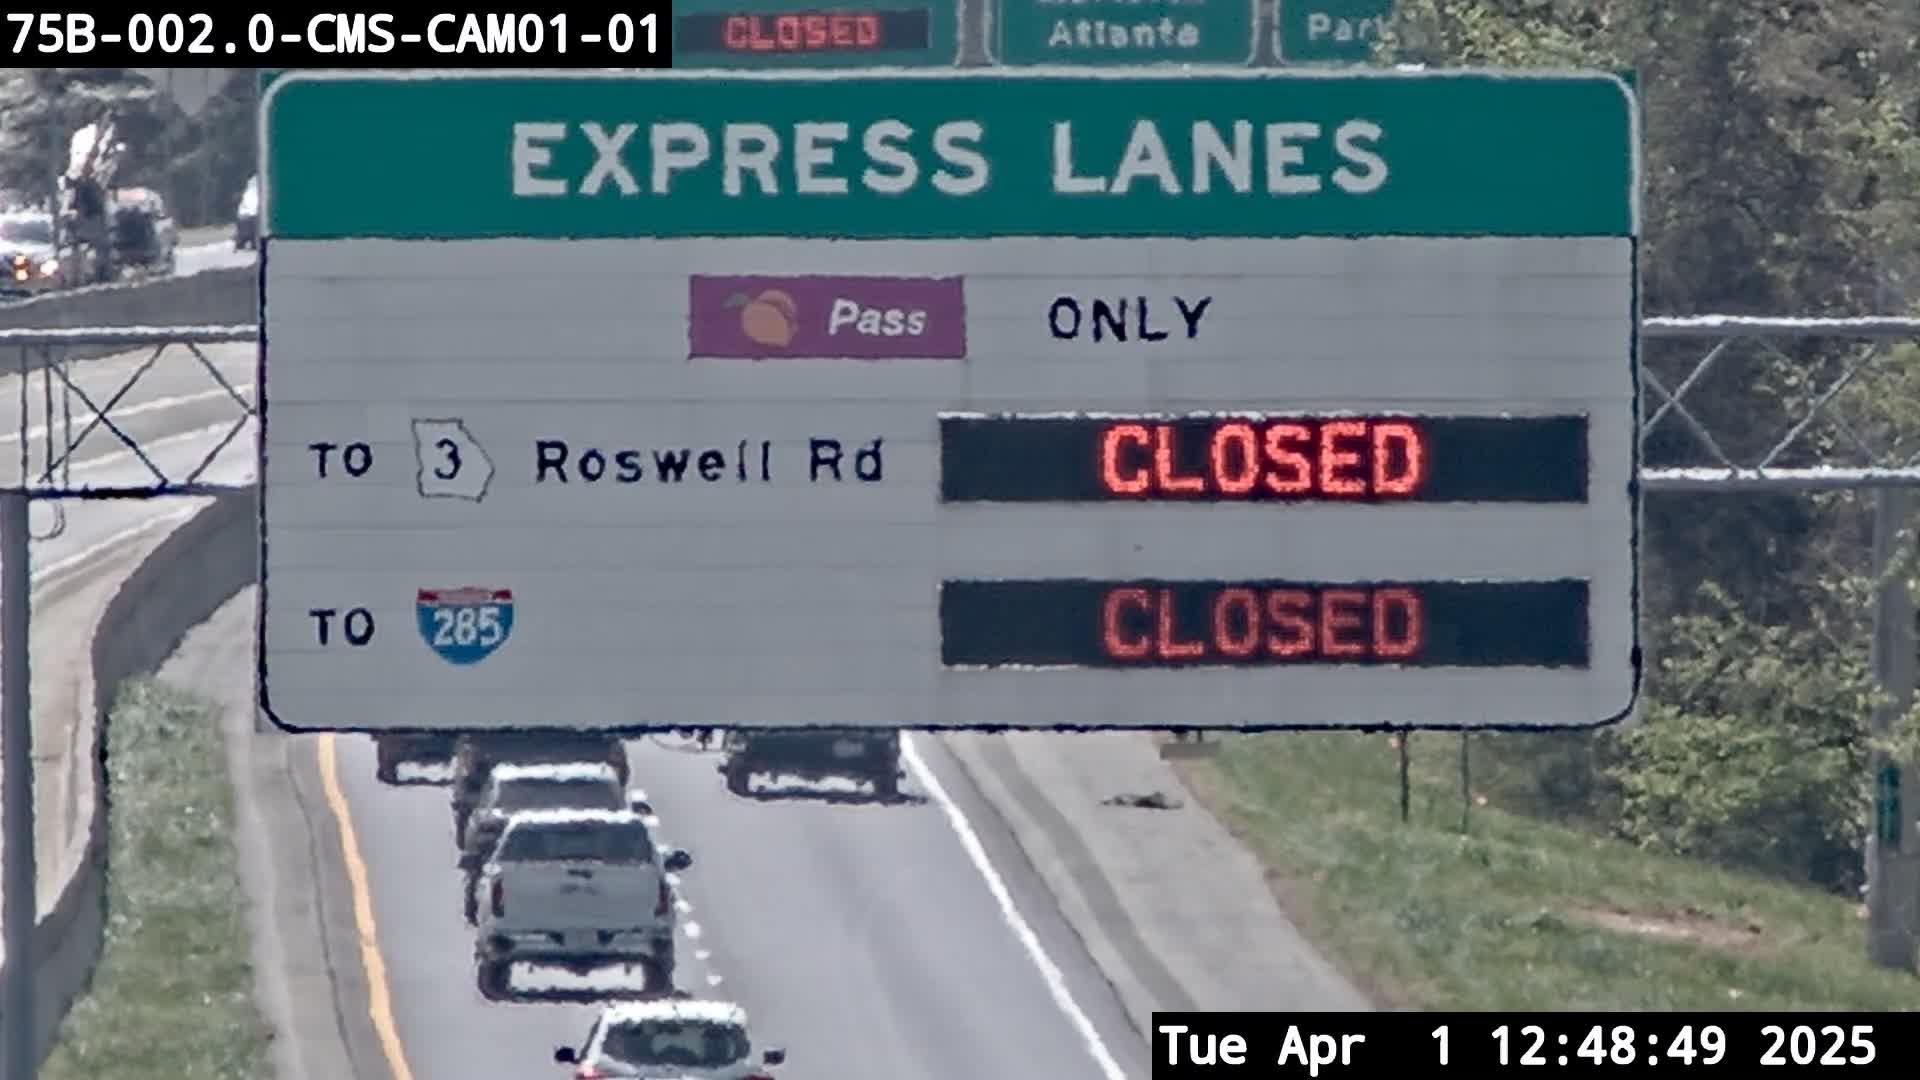 75B-002.0-CMS-CAM01-01
CLOSED
Atlanta
EXPRESS LANES
Pass ONLY
TO 3 Roswell Rd CLOSED
TO 285 CLOSED
Tue Apr 1 12:48:49 2025